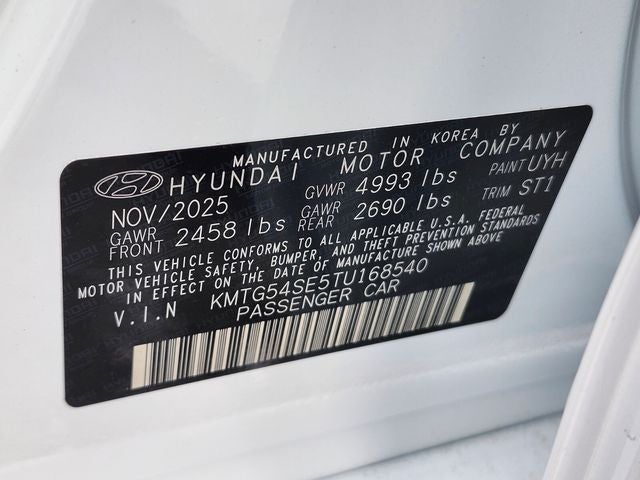 MANUFACTURED IN KOREA BY
HYUNDAI MOTOR COMPANY
NOV/2025 GVWR 4993 lbs PAINT UYH
GAWR FRONT 2458 lbs GAWR REAR 2690 lbs TRIM ST1
THIS VEHICLE CONFORMS TO ALL APPLICABLE U.S.A. FEDERAL
MOTOR VEHICLE SAFETY, BUMPER, AND THEFT PREVENTION STANDARDS
IN EFFECT ON THE DATE OF MANUFACTURE SHOWN ABOVE
V.I.N KMTG54SE5TU168540
PASSENGER CAR